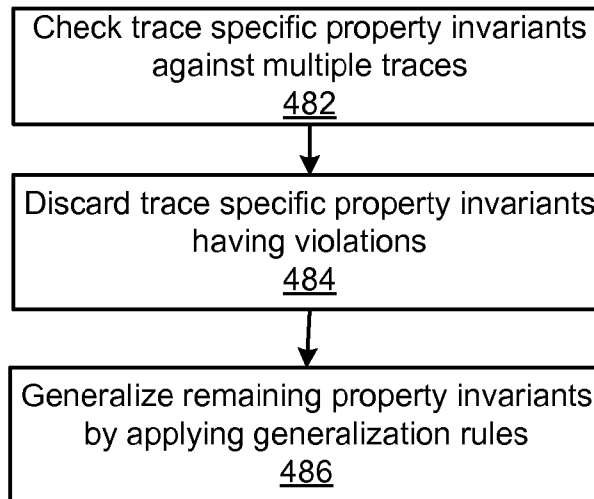 Check trace specific property invariants
against multiple traces
482
Discard trace specific property invariants
having violations
484
Generalize remaining property invariants
by applying generalization rules
486